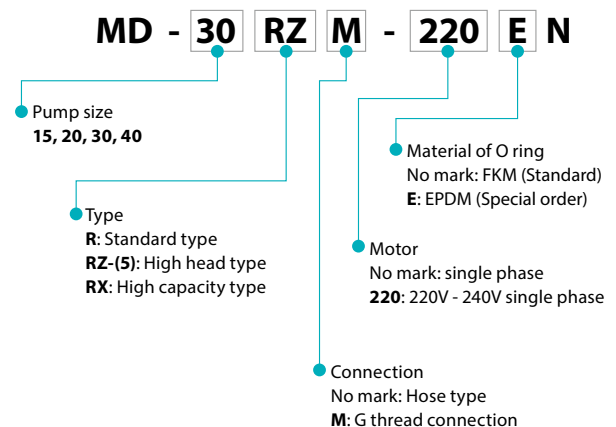 MD - 30 RZ M - 220 E N
Pump size
15, 20, 30, 40
Material of O ring
No mark: FKM (Standard)
E: EPDM (Special order)
Type
R: Standard type
RZ-(5): High head type
RX: High capacity type
Motor
No mark: single phase
220: 220V - 240V single phase
Connection
No mark: Hose type
M: G thread connection